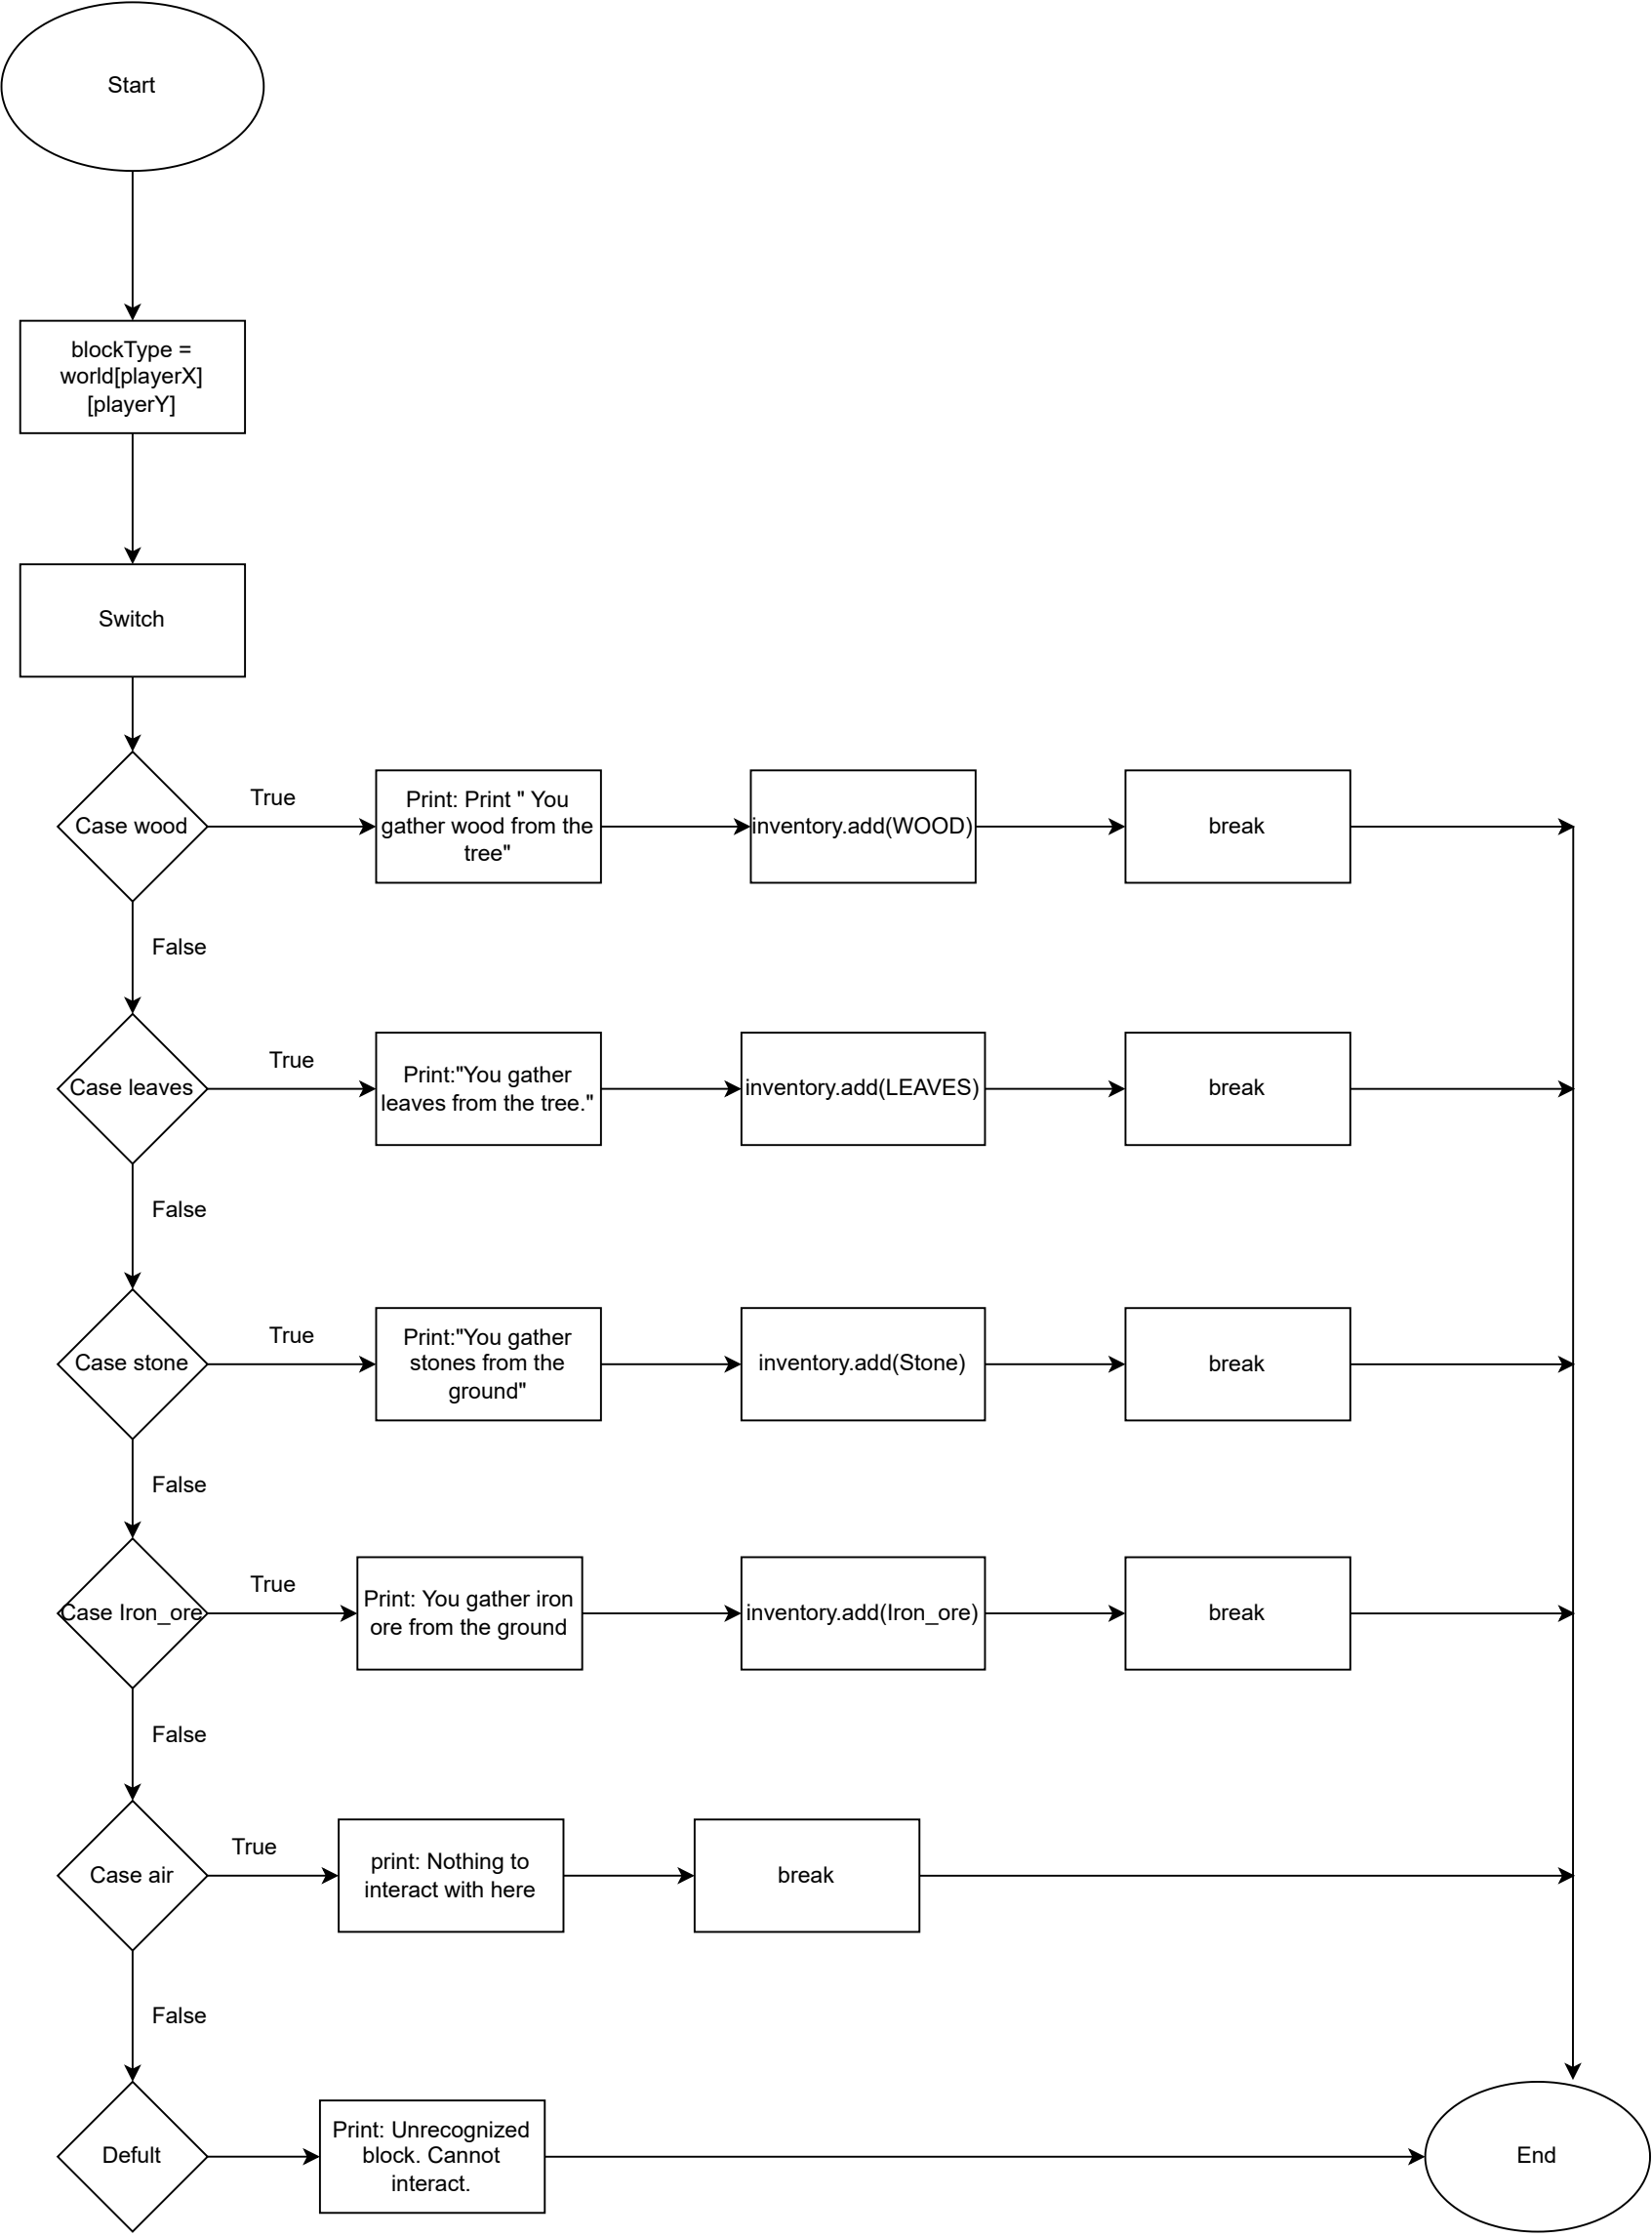 Start
blockType =
world[playerX]
[playerY]
Switch
Case wood
True
Print: Print " You
gather wood from the
tree"
inventory.add(WOOD)
break
False
Case leaves
True
Print:"You gather
leaves from the tree."
inventory.add(LEAVES)
break
False
Case stone
True
Print:"You gather
stones from the
ground"
inventory.add(Stone)
break
False
Case Iron_ore
True
Print: You gather iron
ore from the ground
inventory.add(Iron_ore)
break
False
Case air
True
print: Nothing to
interact with here
break
False
Defult
Print: Unrecognized
block. Cannot
interact.
End